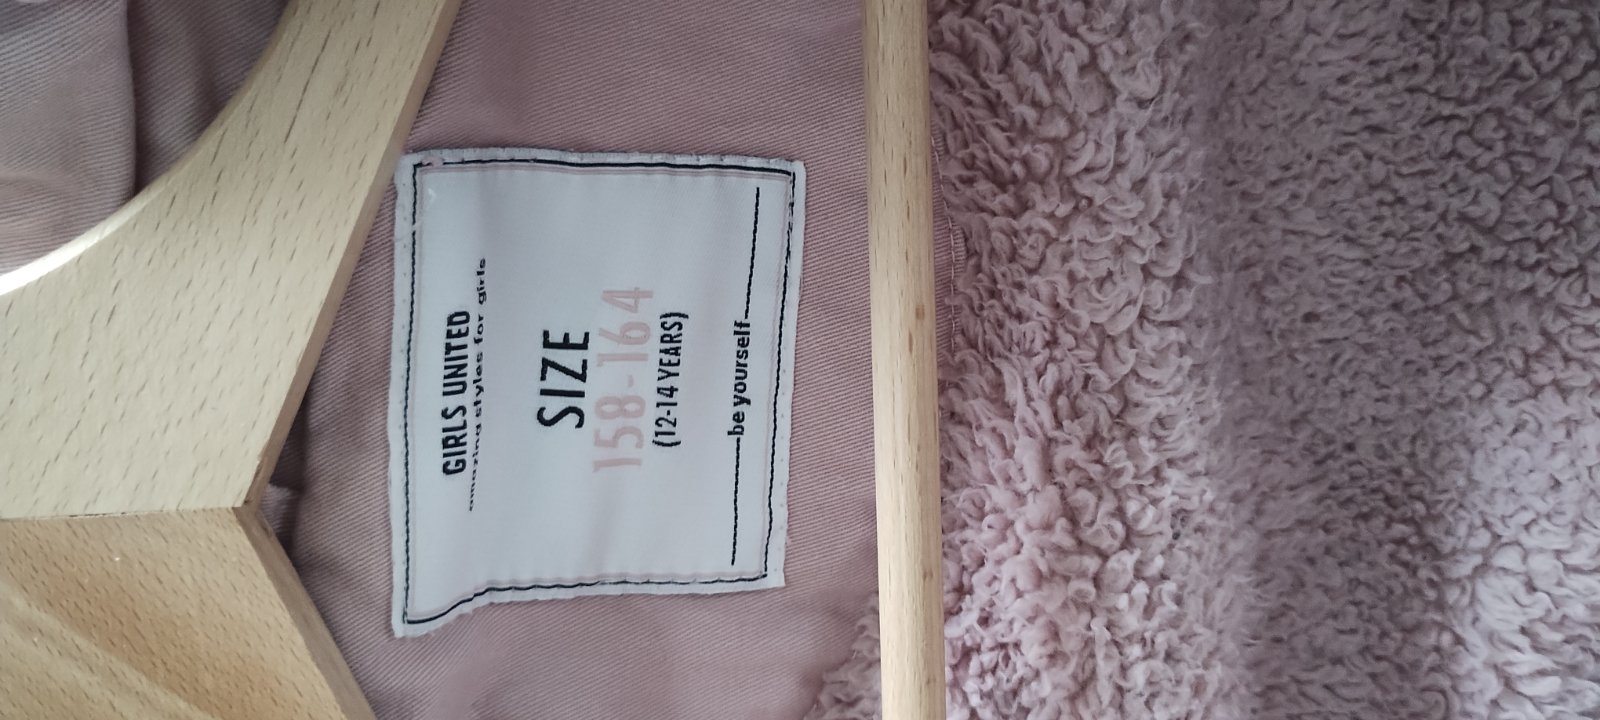 GIRLS UNITED
amazing styles for girls
SIZE
158-164
(12-14 YEARS)
be yourself